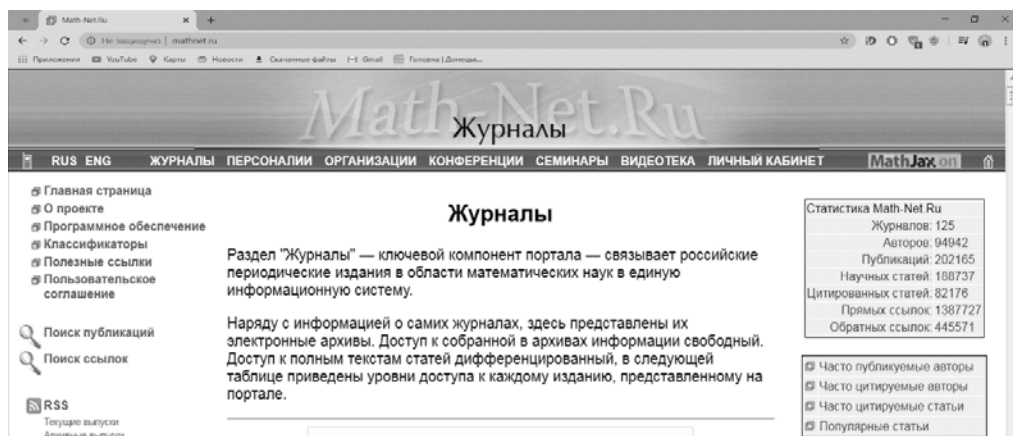 Math-Net.Ru
Не защищено | mathnet.ru
Приложения YouTube Карты Новости Скачанные файлы Gmail Головна | Донецьк...
Math-Net.Ru
Журналы
RUS ENG ЖУРНАЛЫ ПЕРСОНАЛИИ ОРГАНИЗАЦИИ КОНФЕРЕНЦИИ СЕМИНАРЫ ВИДЕОТЕКА ЛИЧНЫЙ КАБИНЕТ MathJax on
Главная страница
О проекте
Программное обеспечение
Классификаторы
Полезные ссылки
Пользовательское
соглашение
Поиск публикаций
Поиск ссылок
RSS
Текущие выпуски
Архивные выпуски
Журналы
Раздел "Журналы" — ключевой компонент портала — связывает российские
периодические издания в области математических наук в единую
информационную систему.
Наряду с информацией о самих журналах, здесь представлены их
электронные архивы. Доступ к собранной в архивах информации свободный.
Доступ к полным текстам статей дифференцированный, в следующей
таблице приведены уровни доступа к каждому изданию, представленному на
портале.
Статистика Math-Net Ru
Журналов: 125
Авторов: 94942
Публикаций: 202165
Научных статей: 188737
Цитированных статей: 82176
Прямых ссылок: 1387727
Обратных ссылок: 445571
Часто публикуемые авторы
Часто цитируемые авторы
Часто цитируемые статьи
Популярные статьи